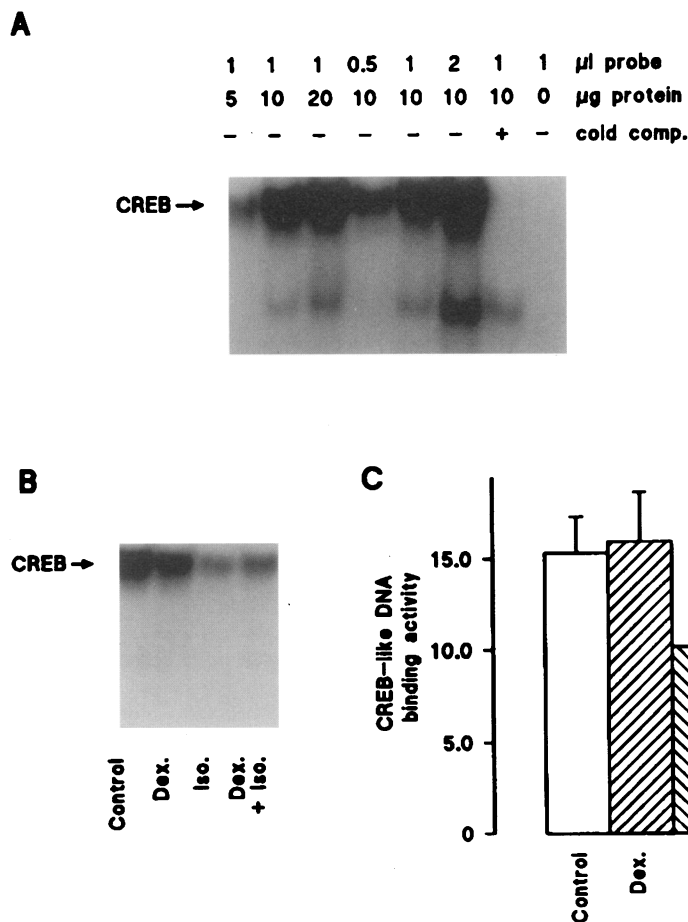 A
1 1 1 0.5 1 2 1 1 µl probe
5 10 20 10 10 10 10 0 µg protein
- - - - - - + - cold comp.
CREB→
B
CREB→
Control
Dex.
Iso.
Dex.
+ Iso.
C
CREB-like DNA
binding activity
15.0
10.0
5.0
0
Control
Dex.